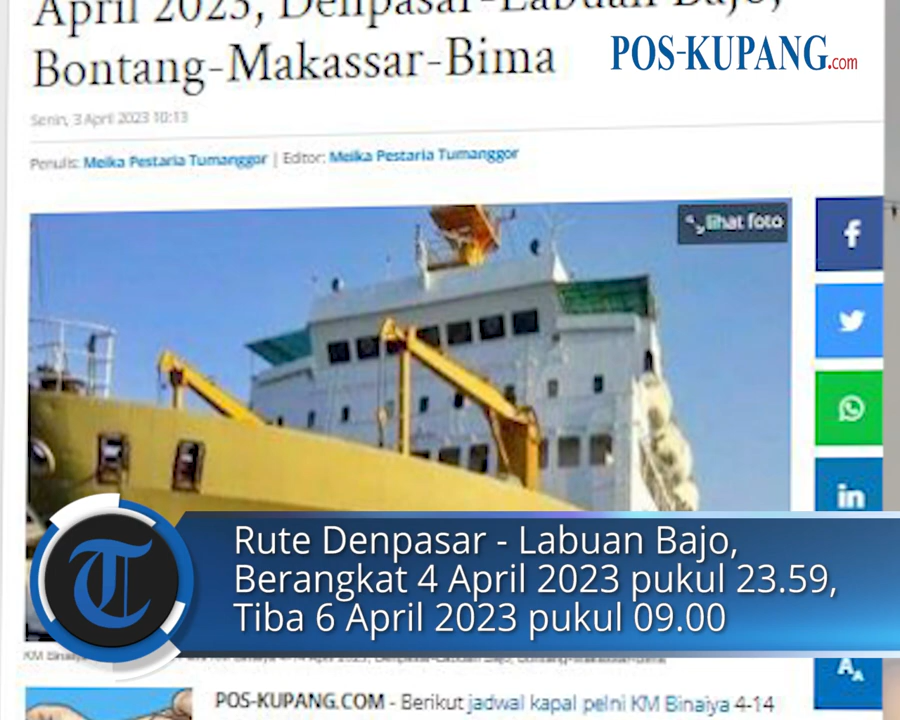 April 2023, Denpasar-Labuan Bajo,
Bontang-Makassar-Bima
POS-KUPANG.com
Senin, 3 April 2023 10:13
Penulis: Meika Pestaria Tumanggor | Editor: Meika Pestaria Tumanggor
lihat foto
f
in
Rute Denpasar - Labuan Bajo,
Berangkat 4 April 2023 pukul 23.59,
Tiba 6 April 2023 pukul 09.00
T
KM Binaiya
AA
POS-KUPANG.COM - Berikut jadwal kapal pelni KM Binaiya 4-14